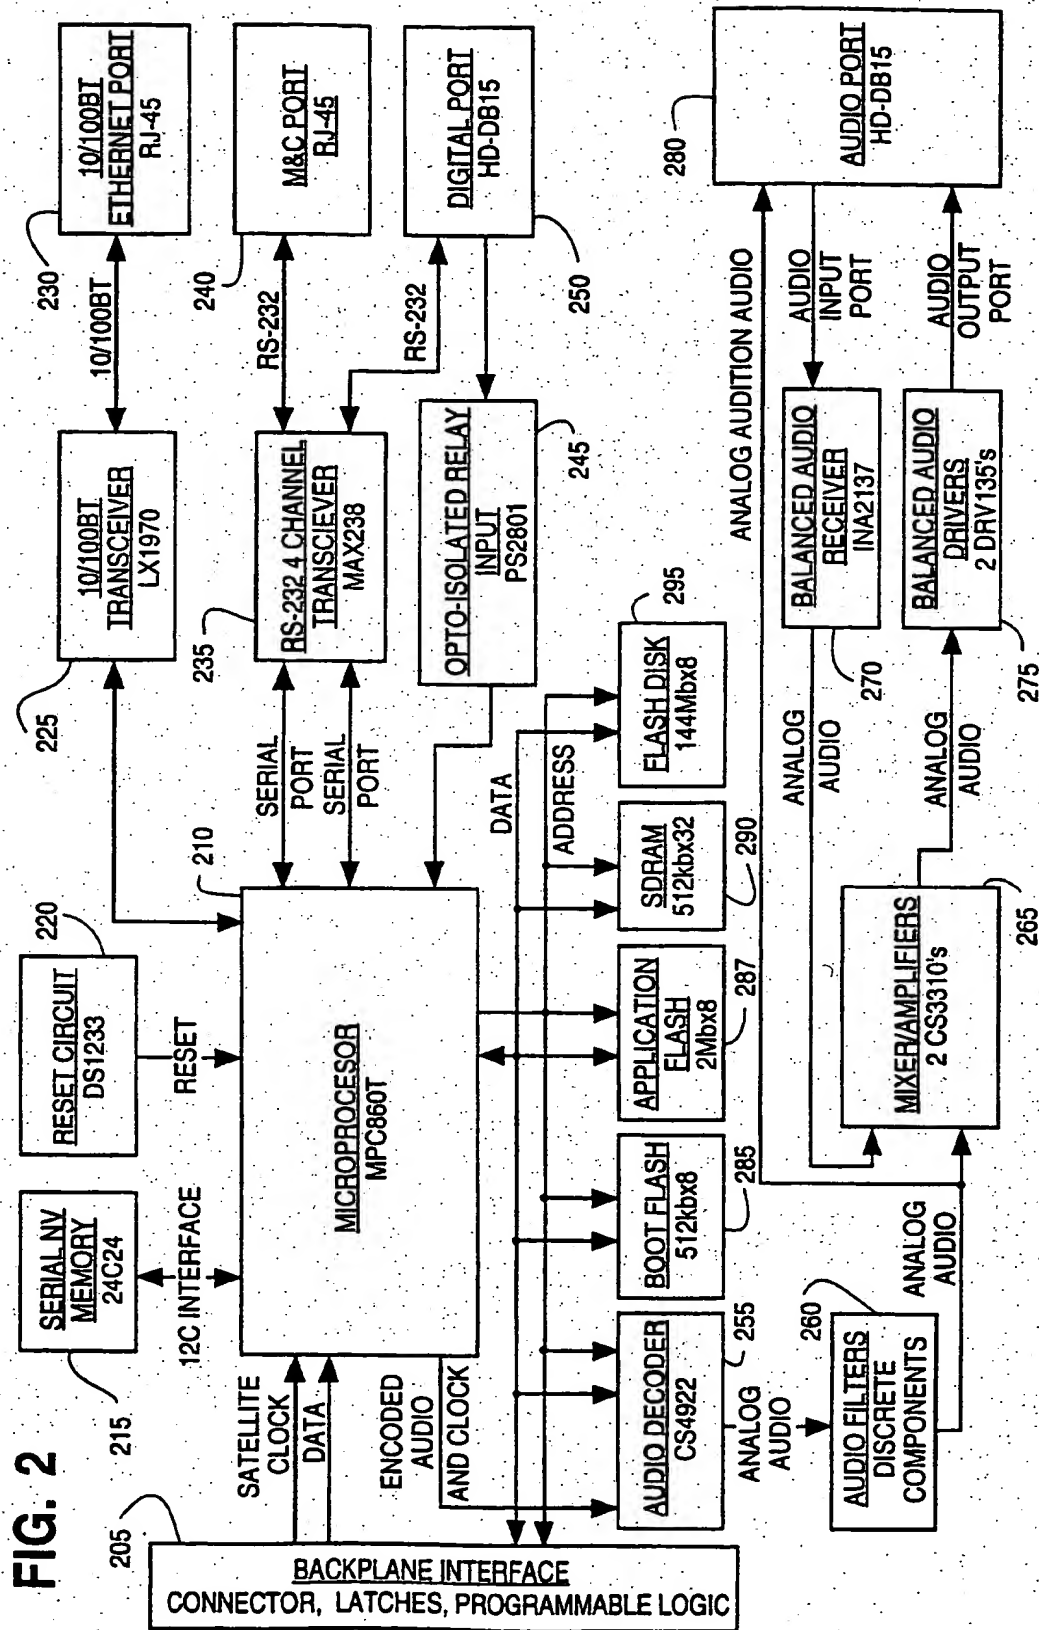 FIG. 2
205
BACKPLANE INTERFACE
CONNECTOR, LATCHES, PROGRAMMABLE LOGIC
SATELLITE
CLOCK
DATA
ENCODED
AUDIO
AND CLOCK
215
SERIAL NV
MEMORY
24C24
12C INTERFACE
220
RESET CIRCUIT
DS1233
RESET
210
MICROPROCESOR
MPC860T
225
10/100BT
TRANSCEIVER
LX1970
10/100BT
230
10/100BT
ETHERNET PORT
RJ-45
SERIAL
PORT
SERIAL
PORT
235
RS-232 4 CHANNEL
TRANSCIEVER
MAX238
RS-232
240
M&C PORT
RJ-45
RS-232
DIGITAL PORT
HD-DB15
250
OPTO-ISOLATED RELAY
INPUT
PS2801
245
DATA
ADDRESS
AUDIO DECODER
CS4922
255
BOOT FLASH
512kbx8
285
APPLICATION
FLASH
2Mbx8
287
SDRAM
512kbx32
290
FLASH DISK
144Mbx8
295
ANALOG
AUDIO
260
AUDIO FILTERS
DISCRETE
COMPONENTS
ANALOG
AUDIO
MIXER/AMPLIFIERS
2 CS3310's
265
ANALOG
AUDIO
ANALOG
AUDIO
270
BALANCED AUDIO
RECEIVER
INA2137
275
BALANCED AUDIO
DRIVERS
2 DRV135's
ANALOG AUDITION AUDIO
AUDIO
INPUT
PORT
AUDIO
OUTPUT
PORT
280
AUDIO PORT
HD-DB15